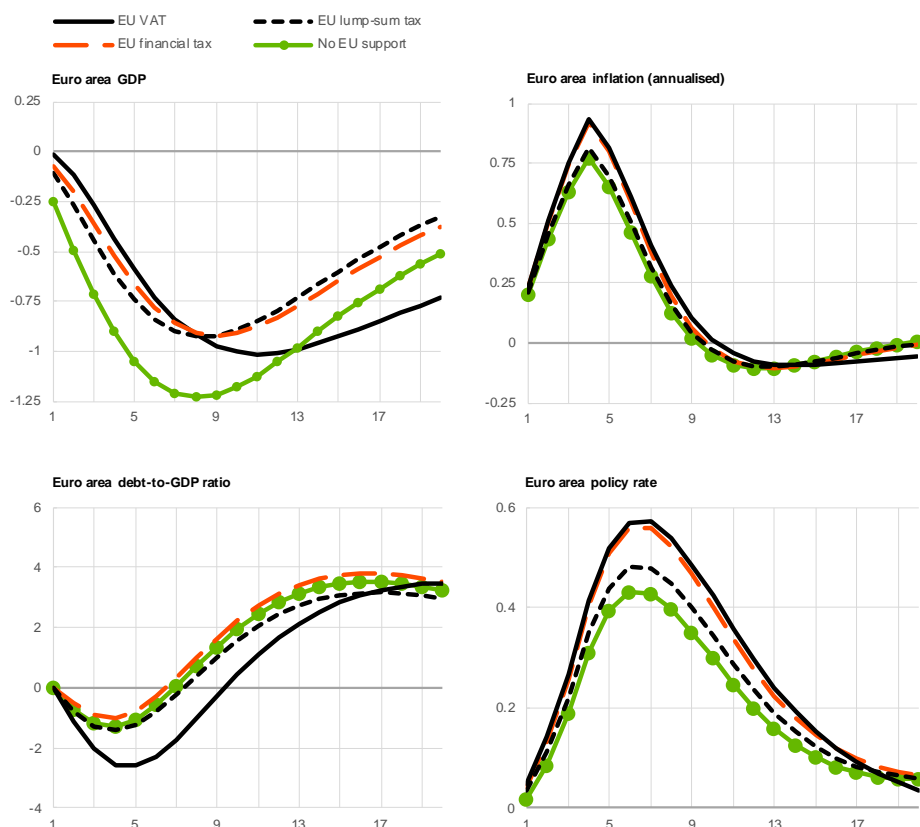 EU VAT
EU lump-sum tax
EU financial tax
No EU support
Euro area GDP
0.25
0
-0.25
-0.5
-0.75
-1
-1.25
1 5 9 13 17
Euro area inflation (annualised)
1
0.75
0.5
0.25
0
-0.25
1 5 9 13 17
Euro area debt-to-GDP ratio
6
4
2
0
-2
-4
1 5 9 13 17
Euro area policy rate
0.6
0.4
0.2
0
1 5 9 13 17